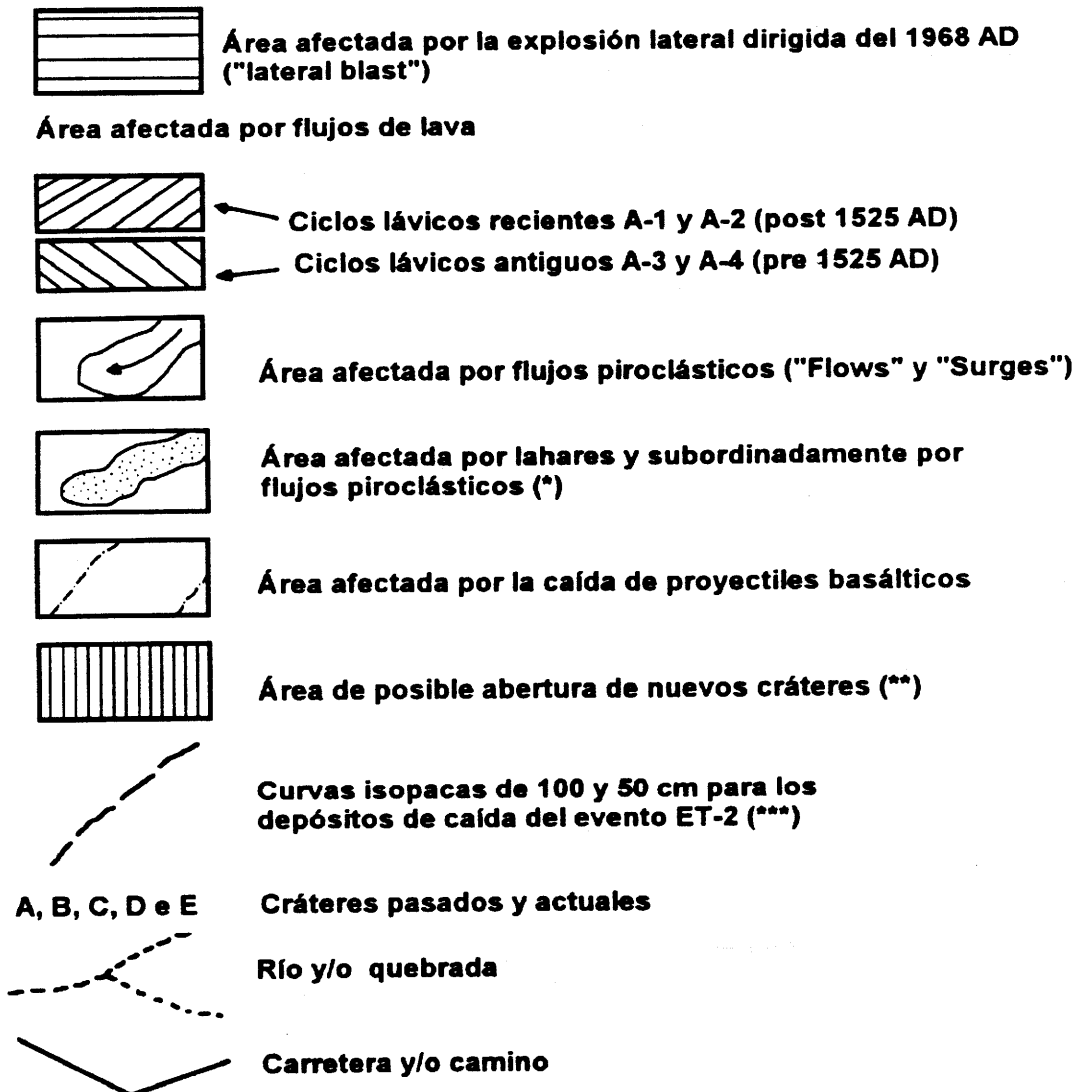 Área afectada por la explosión lateral dirigida del 1968 AD
("lateral blast")
Área afectada por flujos de lava
Ciclos lávicos recientes A-1 y A-2 (post 1525 AD)
Ciclos lávicos antiguos A-3 y A-4 (pre 1525 AD)
Área afectada por flujos piroclásticos ("Flows" y "Surges")
Área afectada por lahares y subordinadamente por
flujos piroclásticos (*)
Área afectada por la caída de proyectiles basálticos
Área de posible abertura de nuevos cráteres (**)
Curvas isopacas de 100 y 50 cm para los
depósitos de caída del evento ET-2 (***)
A, B, C, D e E Cráteres pasados y actuales
Río y/o quebrada
Carretera y/o camino